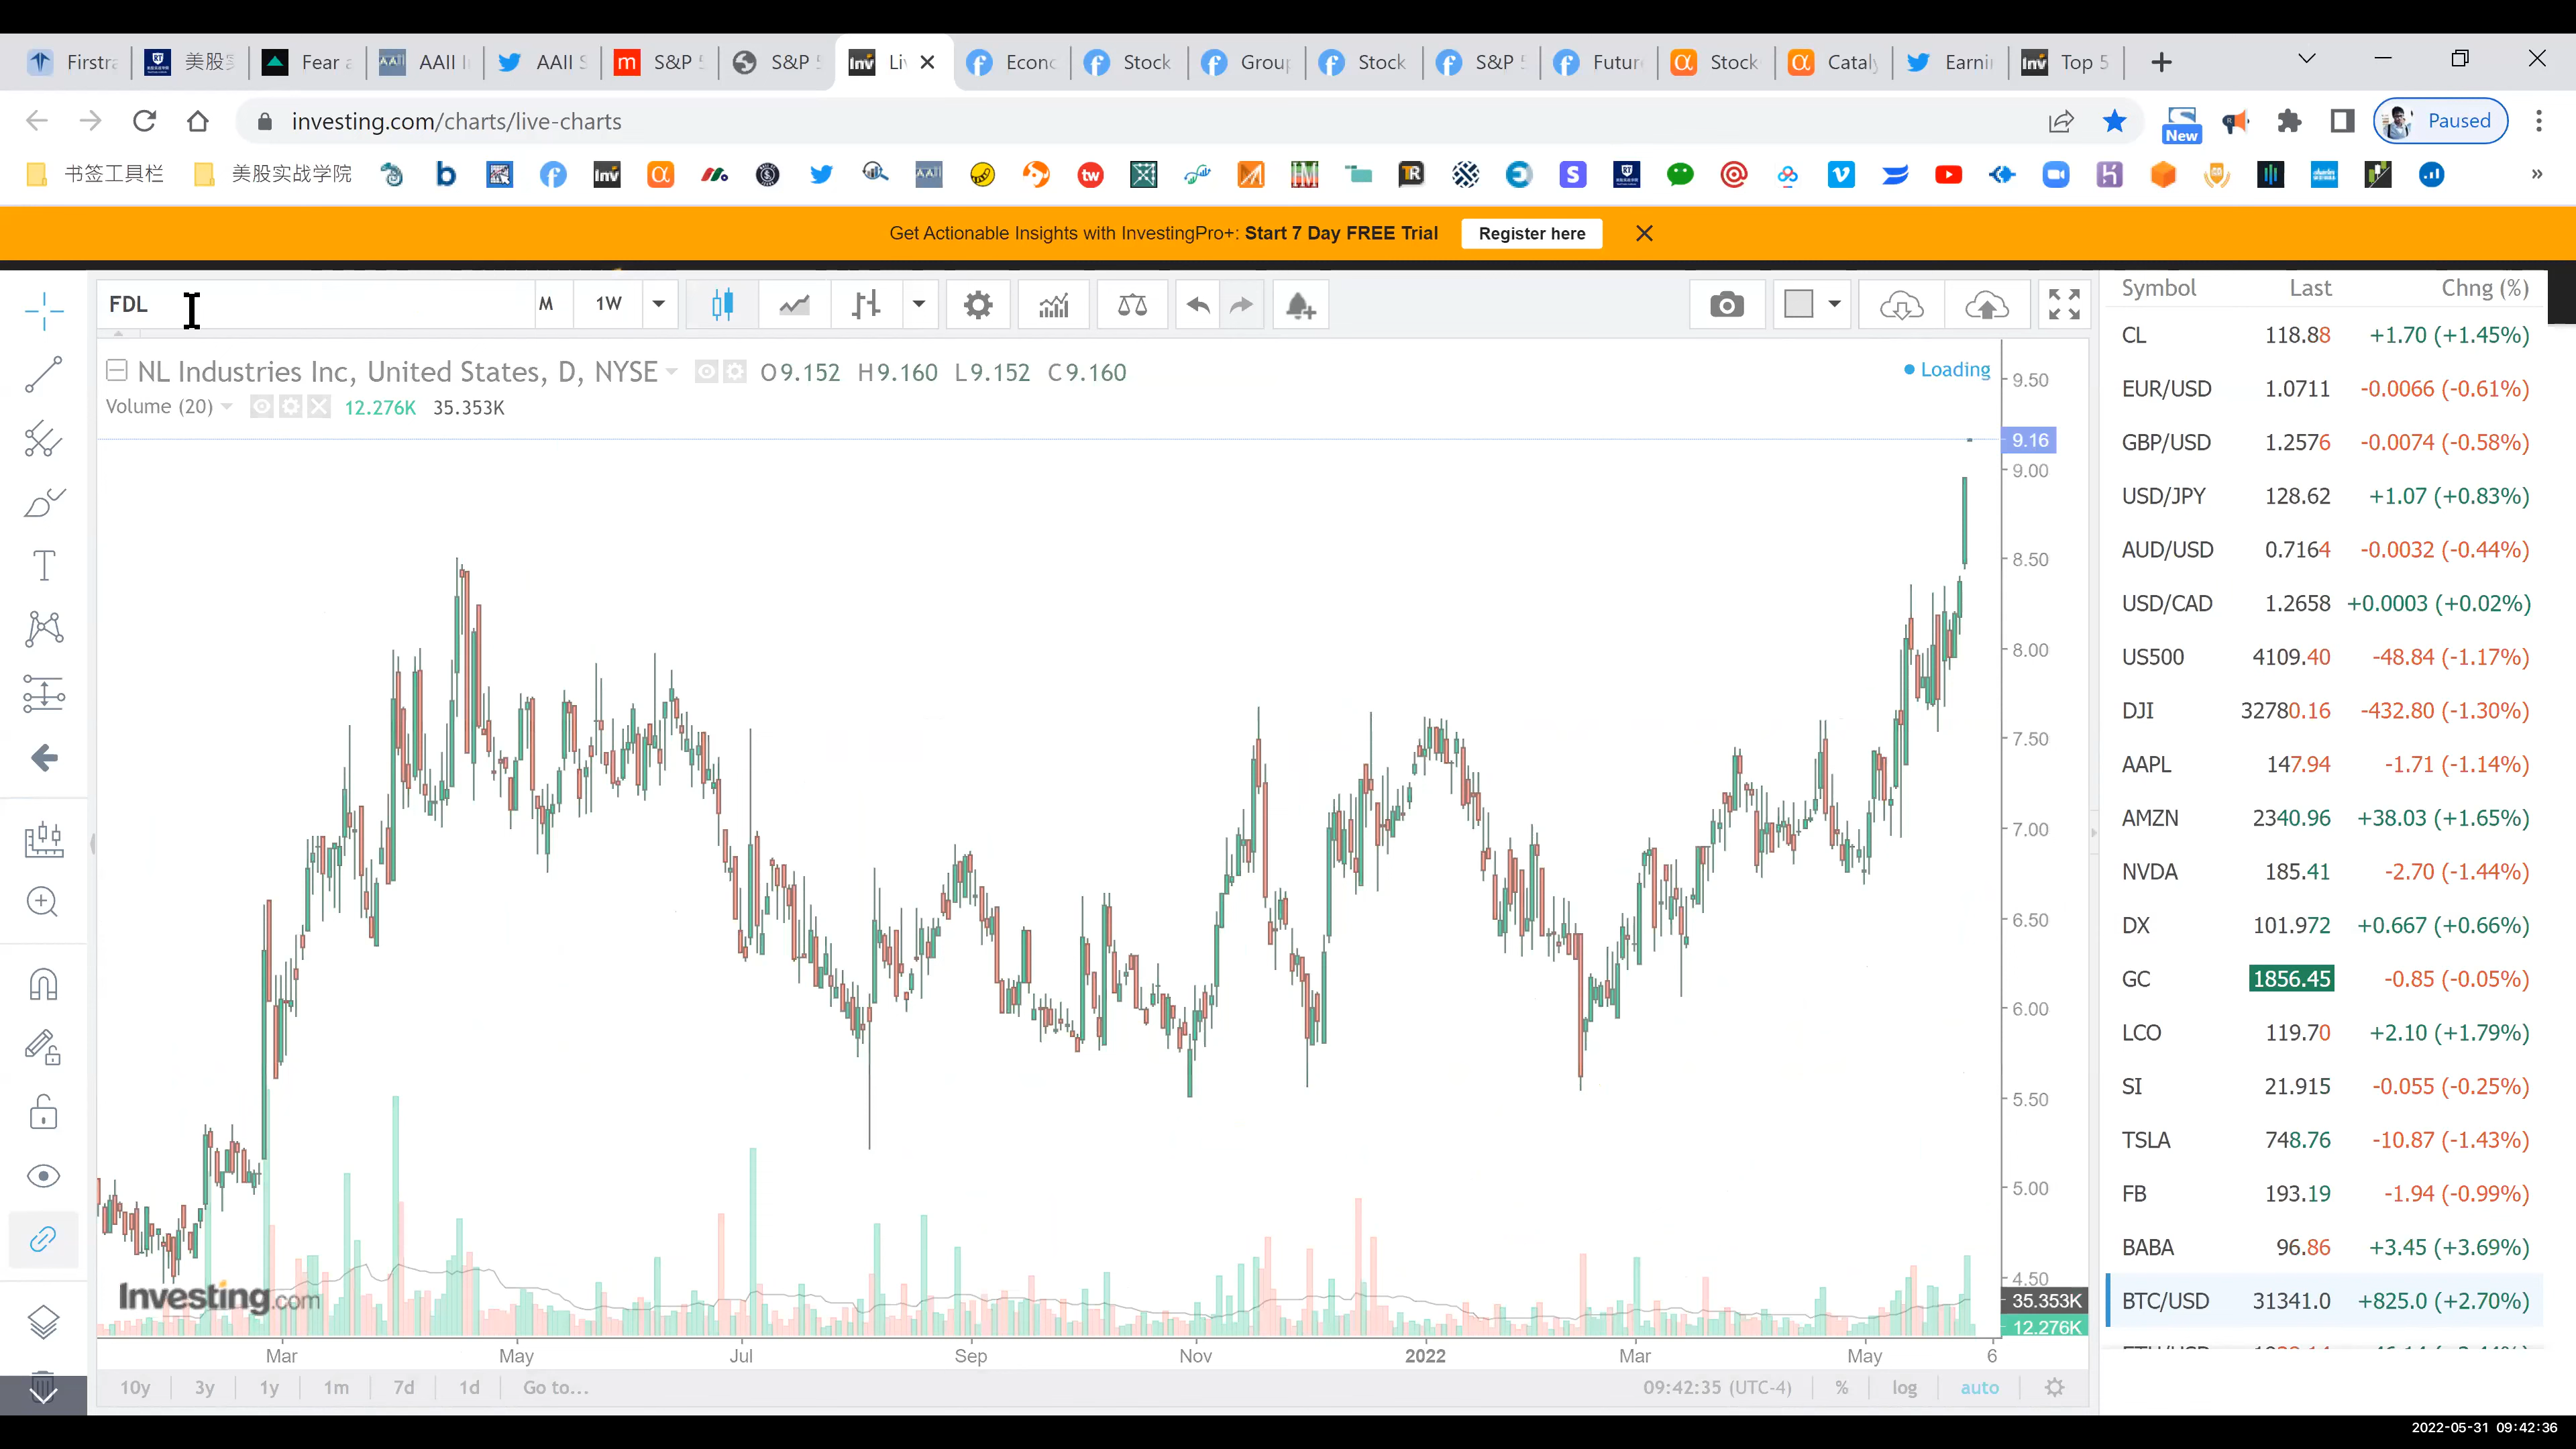 Firstra
美股实
Fear a
AAII I
AAII S
S&P 5
S&P 5
Liv
Econo
Stock
Group
Stock
S&P 5
Futur
Stock
Catal
Earnin
Top 5
investing.com/charts/live-charts
New
Paused
书签工具栏
美股实战学院
Get Actionable Insights with InvestingPro+: Start 7 Day FREE Trial
Register here
FDL
M
1W
NL Industries Inc, United States, D, NYSE
O9.152 H9.160 L9.152 C9.160
Loading
Volume (20)
12.276K 35.353K
9.50
9.16
9.00
8.50
8.00
7.50
7.00
6.50
6.00
5.50
5.00
4.50
35.353K
12.276K
Investing.com
Mar May Jul Sep Nov 2022 Mar May 6
10y 3y 1y 1m 7d 1d Go to...
09:42:35 (UTC-4) % log auto
Symbol Last Chng (%)
CL 118.88 +1.70 (+1.45%)
EUR/USD 1.0711 -0.0066 (-0.61%)
GBP/USD 1.2576 -0.0074 (-0.58%)
USD/JPY 128.62 +1.07 (+0.83%)
AUD/USD 0.7164 -0.0032 (-0.44%)
USD/CAD 1.2658 +0.0003 (+0.02%)
US500 4109.40 -48.84 (-1.17%)
DJI 32780.16 -432.80 (-1.30%)
AAPL 147.94 -1.71 (-1.14%)
AMZN 2340.96 +38.03 (+1.65%)
NVDA 185.41 -2.70 (-1.44%)
DX 101.972 +0.667 (+0.66%)
GC 1856.45 -0.85 (-0.05%)
LCO 119.70 +2.10 (+1.79%)
SI 21.915 -0.055 (-0.25%)
TSLA 748.76 -10.87 (-1.43%)
FB 193.19 -1.94 (-0.99%)
BABA 96.86 +3.45 (+3.69%)
BTC/USD 31341.0 +825.0 (+2.70%)
2022-05-31 09:42:36